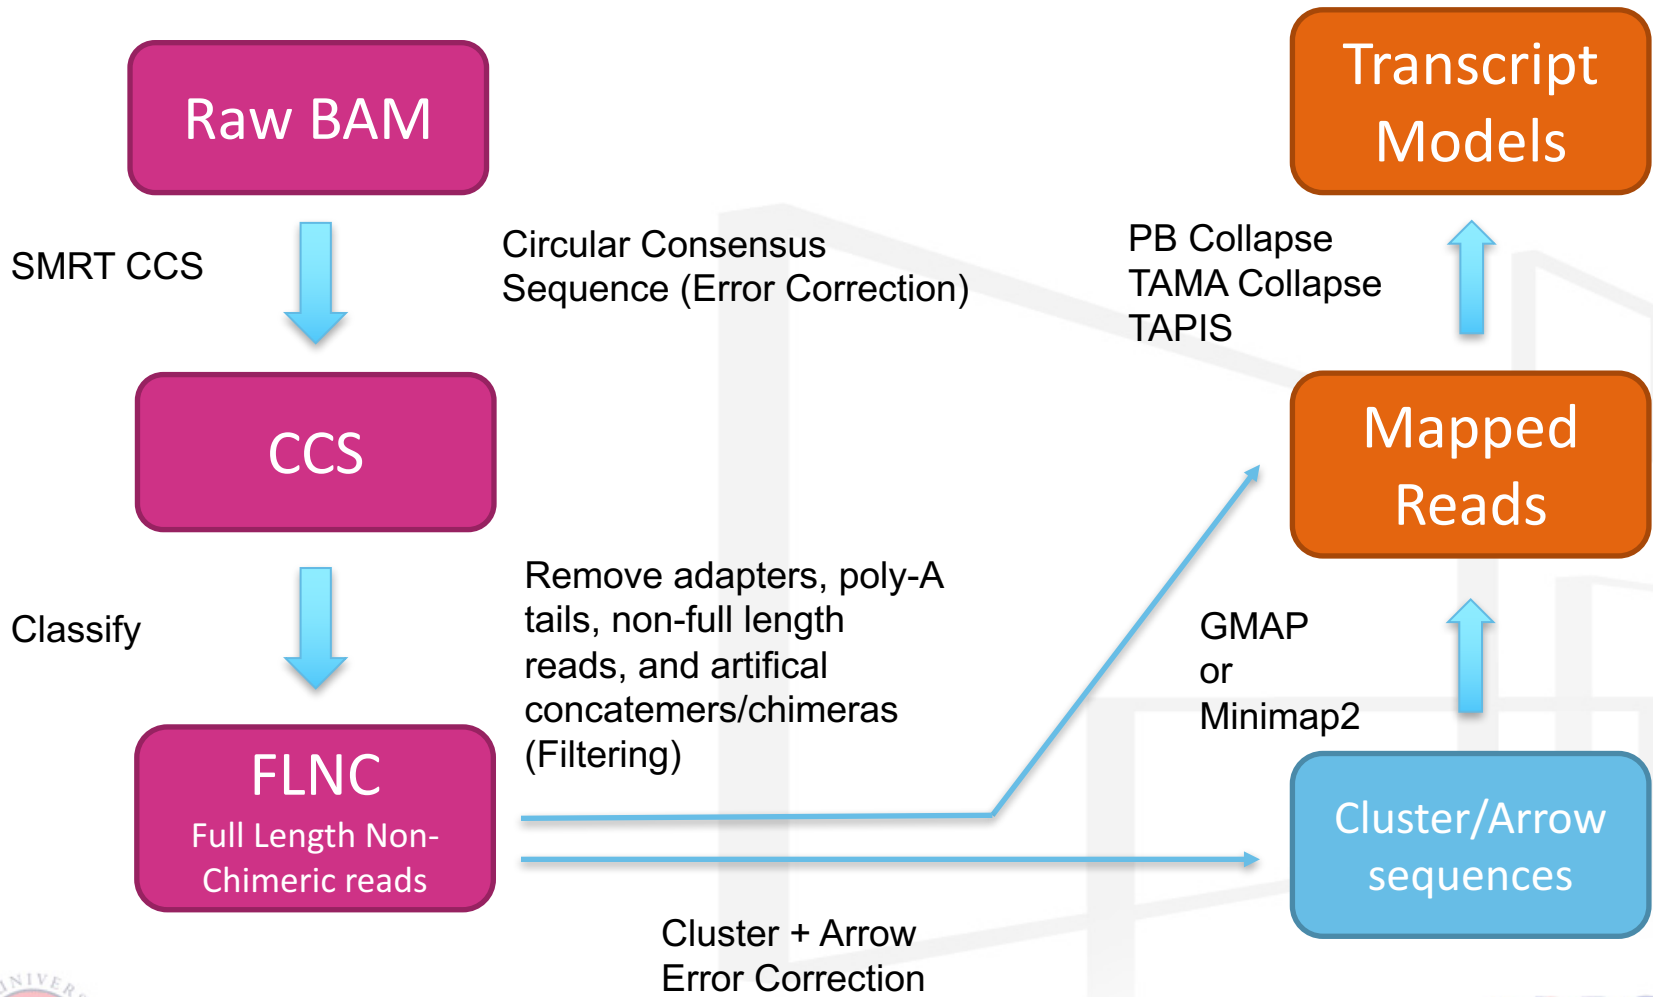 Raw BAM
SMRT CCS
Circular Consensus
Sequence (Error Correction)
CCS
Classify
Remove adapters, poly-A
tails, non-full length
reads, and artifical
concatemers/chimeras
(Filtering)
FLNC
Full Length Non-
Chimeric reads
Cluster + Arrow
Error Correction
Transcript
Models
PB Collapse
TAMA Collapse
TAPIS
Mapped
Reads
GMAP
or
Minimap2
Cluster/Arrow
sequences